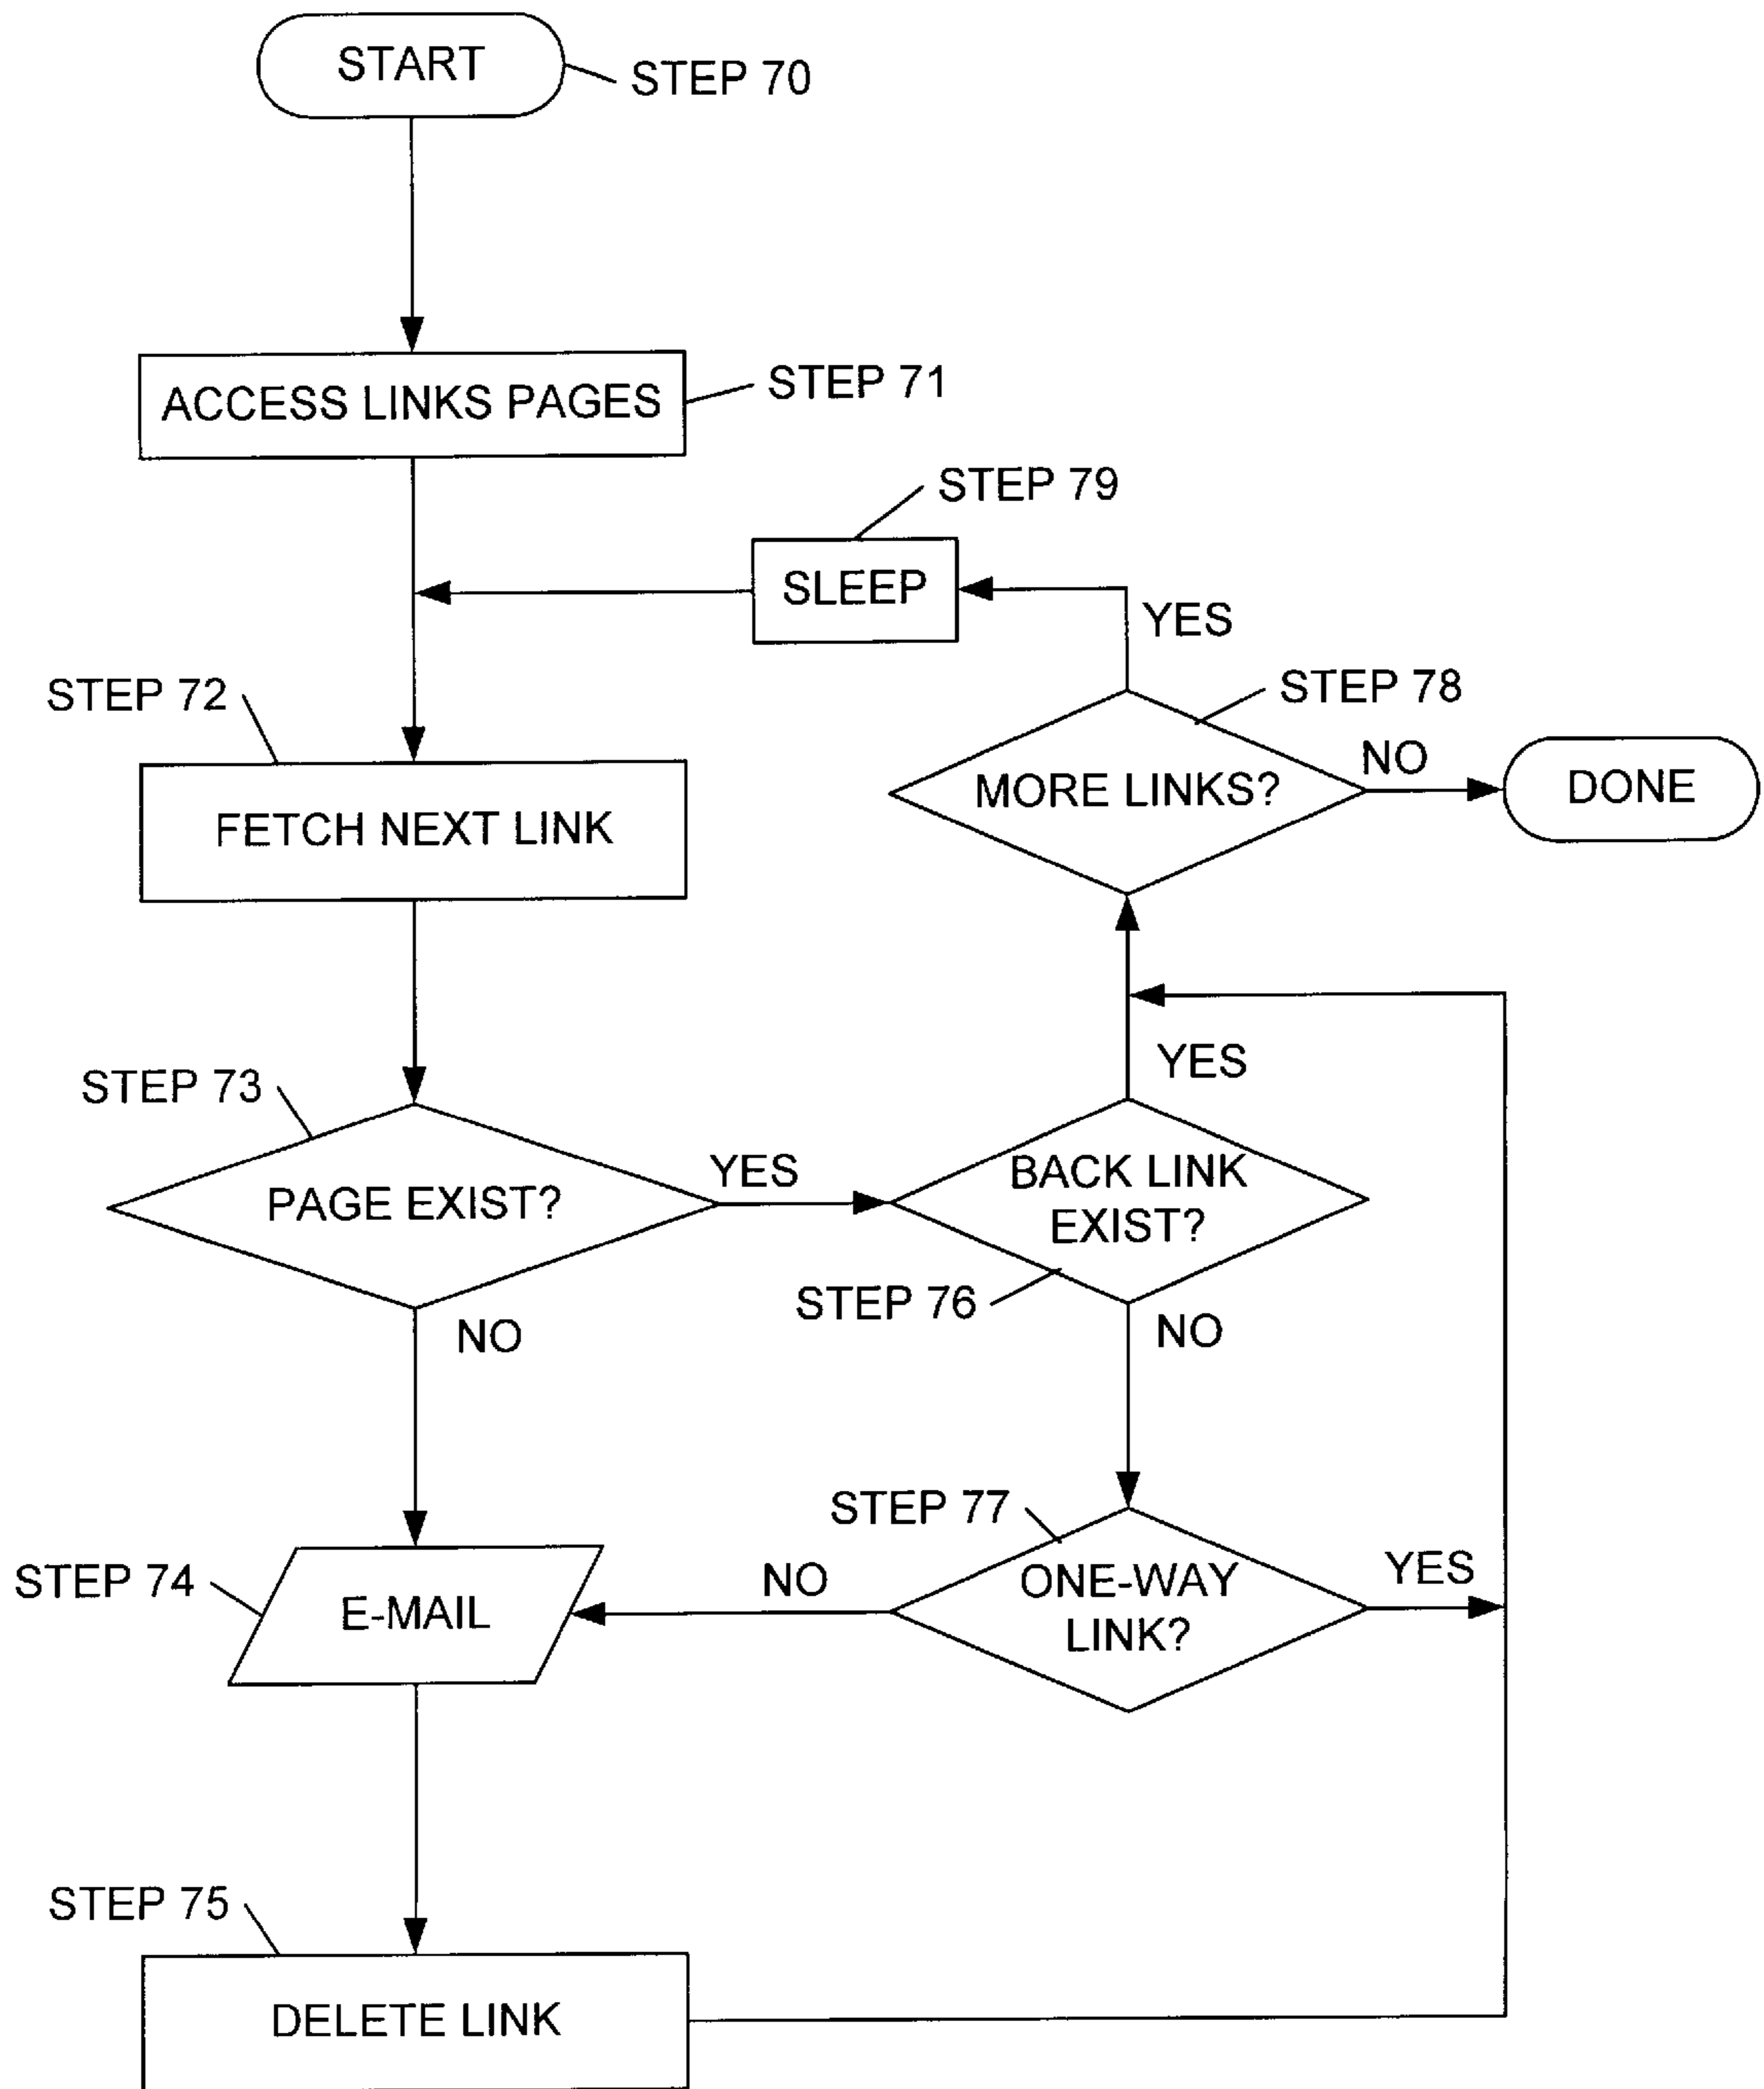 START
STEP 70
ACCESS LINKS PAGES
STEP 71
STEP 79
SLEEP
YES
STEP 72
STEP 78
FETCH NEXT LINK
MORE LINKS?
NO
DONE
STEP 73
YES
PAGE EXIST?
YES
BACK LINK
EXIST?
STEP 76
NO
NO
STEP 77
STEP 74
E-MAIL
NO
ONE-WAY
LINK?
YES
STEP 75
DELETE LINK